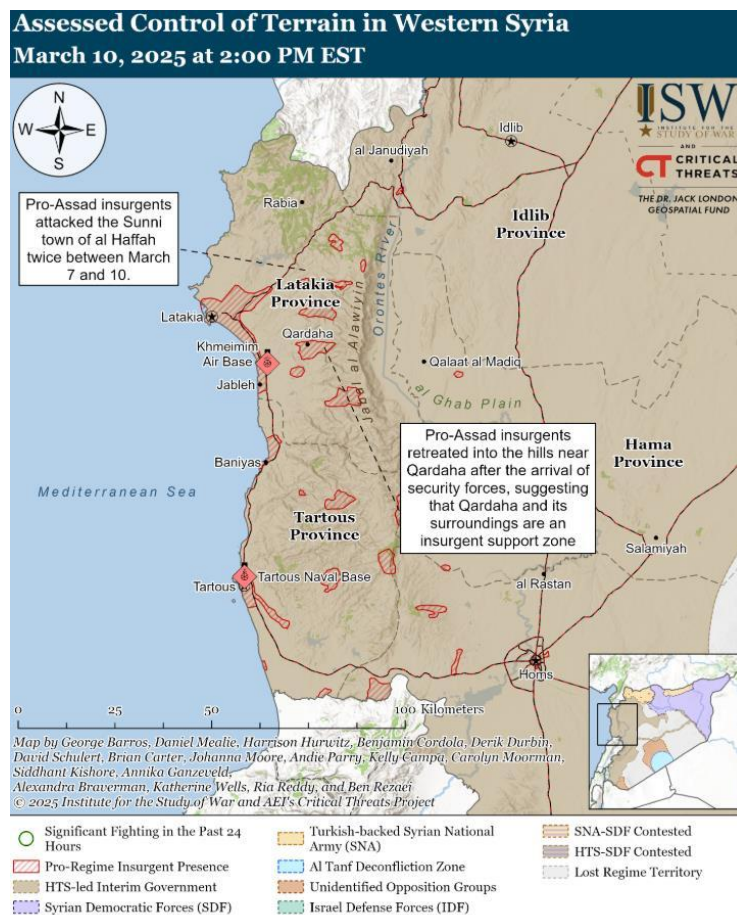 Assessed Control of Terrain in Western Syria
March 10, 2025 at 2:00 PM EST
N
W E
S
ISW
INSTITUTE FOR THE
STUDY OF WAR
AND
CT CRITICAL
THREATS
THE DR. JACK LONDON
GEOSPATIAL FUND
Idlib
al Janudiyah
Pro-Assad insurgents
attacked the Sunni
town of al Haffah
twice between March
7 and 10.
Rabia
Idlib
Province
Orontes River
Latakia
Province
Latakia
Qardaha
Khmeimim
Air Base
Jabal al Alawiyin
Qalaat al Madiq
Jableh
al Ghab Plain
Pro-Assad insurgents
retreated into the hills near
Qardaha after the arrival of
security forces, suggesting
that Qardaha and its
surroundings are an
insurgent support zone
Hama
Province
Baniyas
Mediterranean Sea
Tartous
Province
Salamiyah
Tartous Naval Base
Tartous
al Rastan
Homs
0 25 50 100 Kilometers
Map by George Barros, Daniel Mealie, Harrison Hurwitz, Benjamin Cordola, Derik Durbin,
David Schulert, Brian Carter, Johanna Moore, Andie Parry, Kelly Campa, Carolyn Moorman,
Siddhant Kishore, Annika Ganzeveld,
Alexandra Braverman, Katherine Wells, Ria Reddy, and Ben Rezaei
© 2025 Institute for the Study of War and AEI's Critical Threats Project
Significant Fighting in the Past 24
Hours
Pro-Regime Insurgent Presence
HTS-led Interim Government
Syrian Democratic Forces (SDF)
Turkish-backed Syrian National
Army (SNA)
Al Tanf Deconfliction Zone
Unidentified Opposition Groups
Israel Defense Forces (IDF)
SNA-SDF Contested
HTS-SDF Contested
Lost Regime Territory